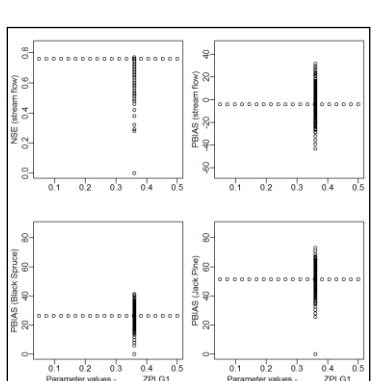 NSE (stream flow)
0.0 0.2 0.4 0.6 0.8
0.1 0.2 0.3 0.4 0.5
PBIAS (stream flow)
-60 -40 -20 0 20 40
0.1 0.2 0.3 0.4 0.5
PBIAS (Black Spruce)
0 20 40 60 80
0.1 0.2 0.3 0.4 0.5
Parameter values - ZPLG1
PBIAS (Jack Pine)
0 20 40 60 80
0.1 0.2 0.3 0.4 0.5
Parameter values - ZPLG1